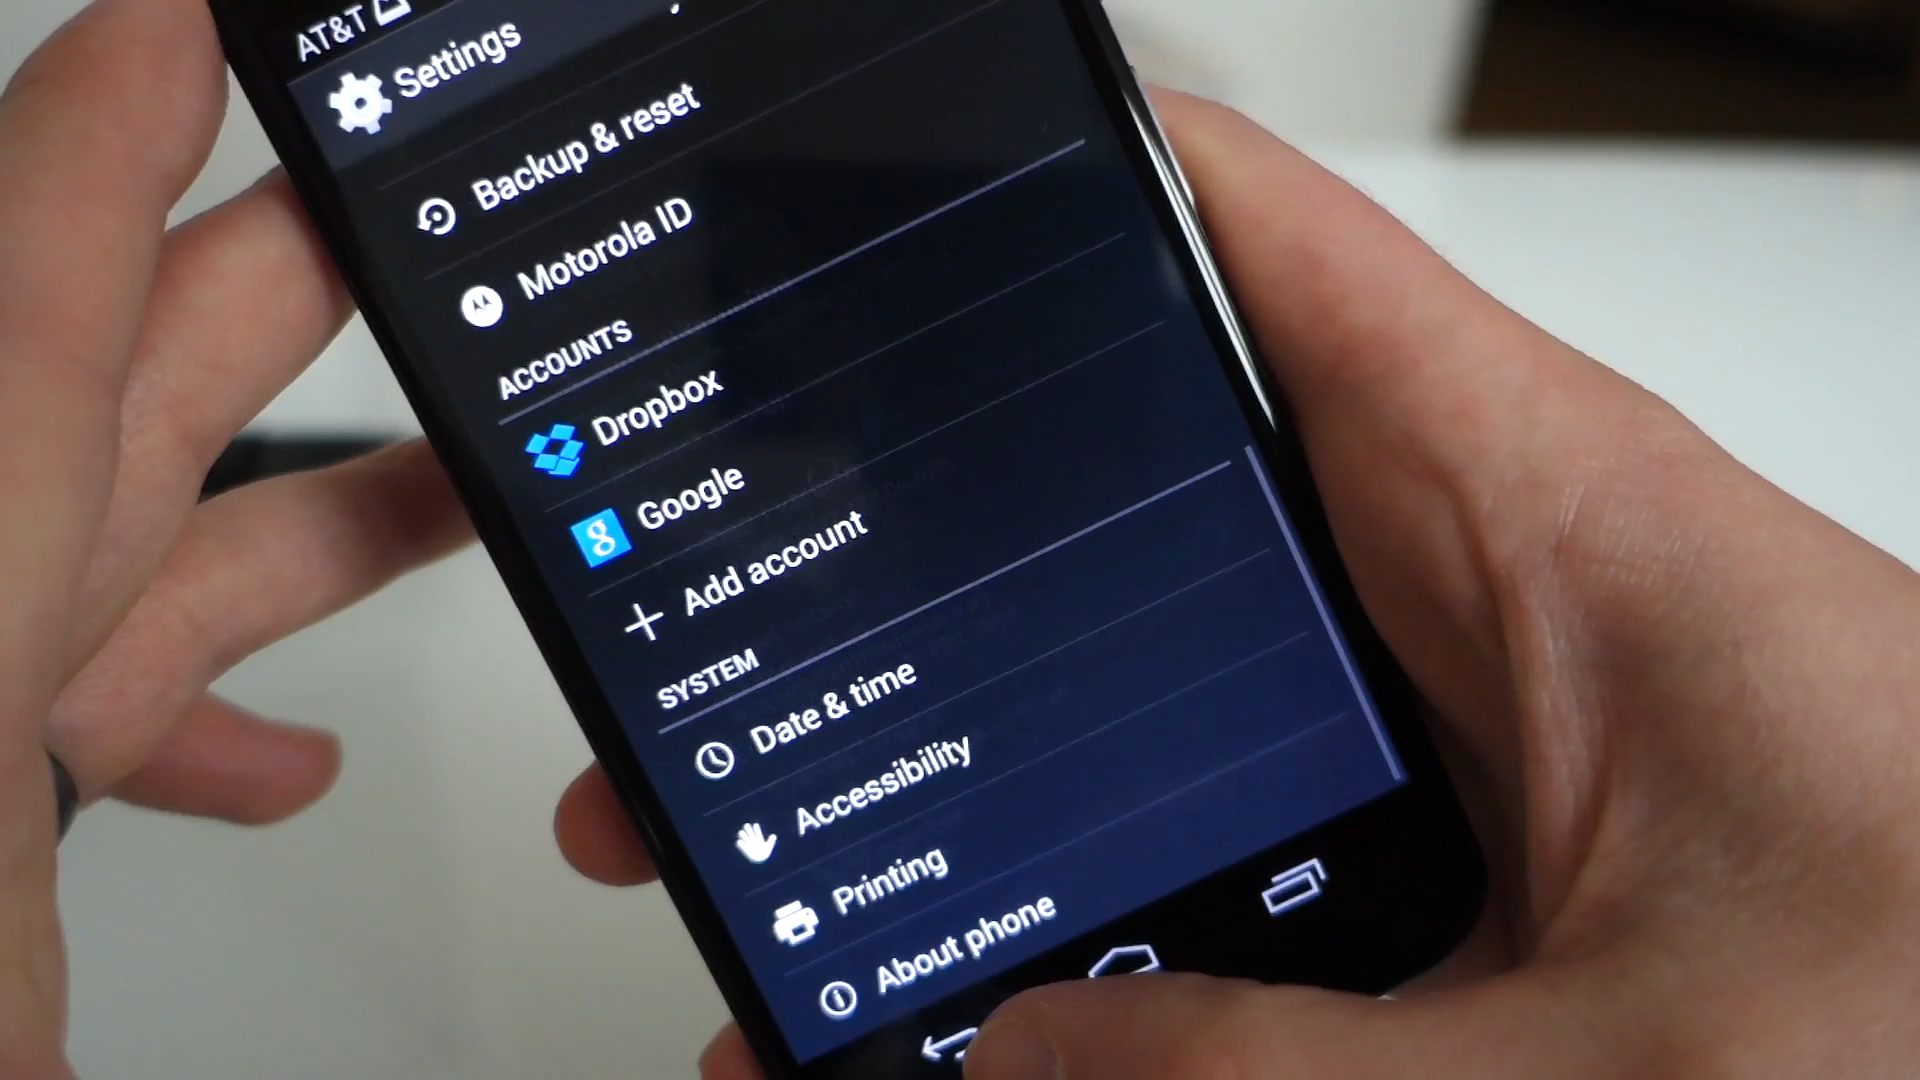 AT&T
Settings
Backup & reset
Motorola ID
ACCOUNTS
Dropbox
g Google
Add account
SYSTEM
Date & time
Accessibility
Printing
About phone